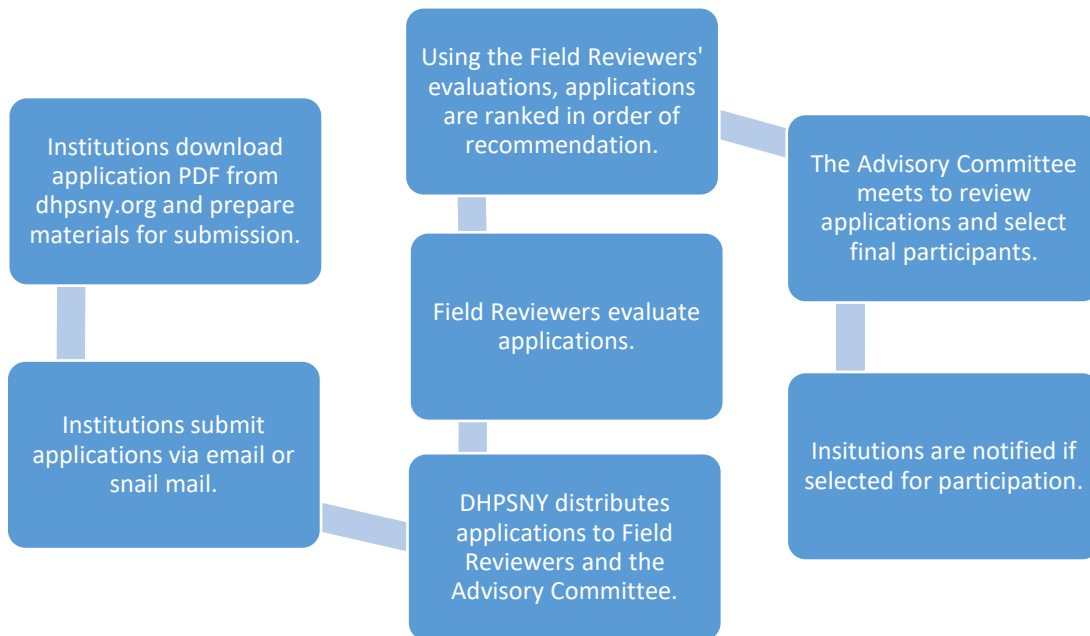 Institutions download
application PDF from
dhpsny.org and prepare
materials for submission.
Institutions submit
applications via email or
snail mail.
DHPSNY distributes
applications to Field
Reviewers and the
Advisory Committee.
Field Reviewers evaluate
applications.
Using the Field Reviewers'
evaluations, applications
are ranked in order of
recommendation.
The Advisory Committee
meets to review
applications and select
final participants.
Insitutions are notified if
selected for participation.